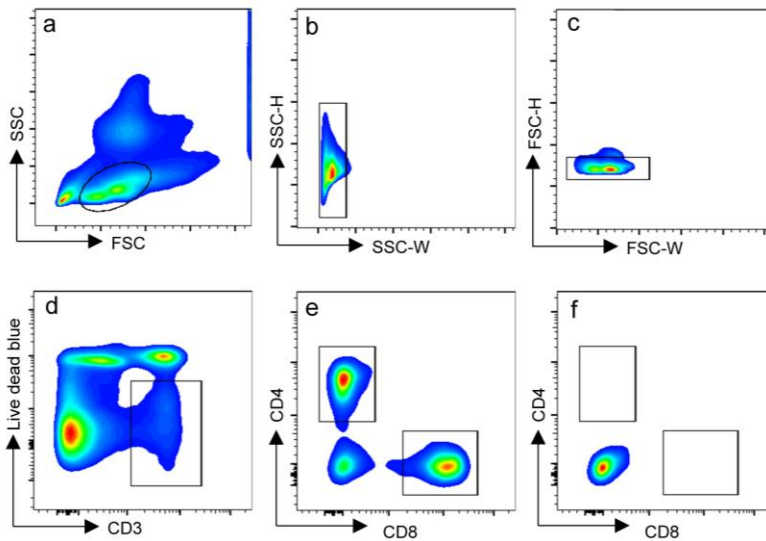 a
SSC
FSC
b
SSC-H
SSC-W
c
FSC-H
FSC-W
d
Live dead blue
CD3
e
CD4
CD8
f
CD4
CD8